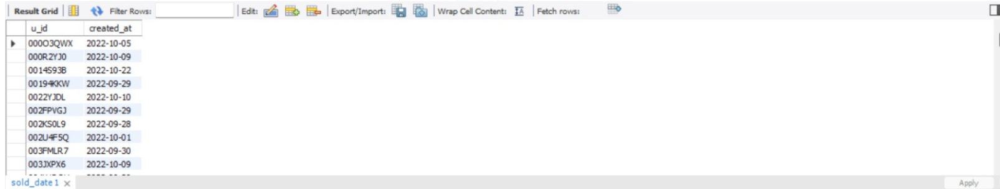 Result Grid Filter Rows: Edit: Export/Import: Wrap Cell Content: Fetch rows:
u_id created_at
000O3QWX 2022-10-05
000R2YJ0 2022-10-09
0014S93B 2022-10-22
00194KKW 2022-09-29
0022YJDL 2022-10-10
002FPVGJ 2022-09-29
002KS0L9 2022-09-28
002U4F5Q 2022-10-01
003FMLR7 2022-09-30
003JXPX6 2022-10-09
sold_date 1 Apply